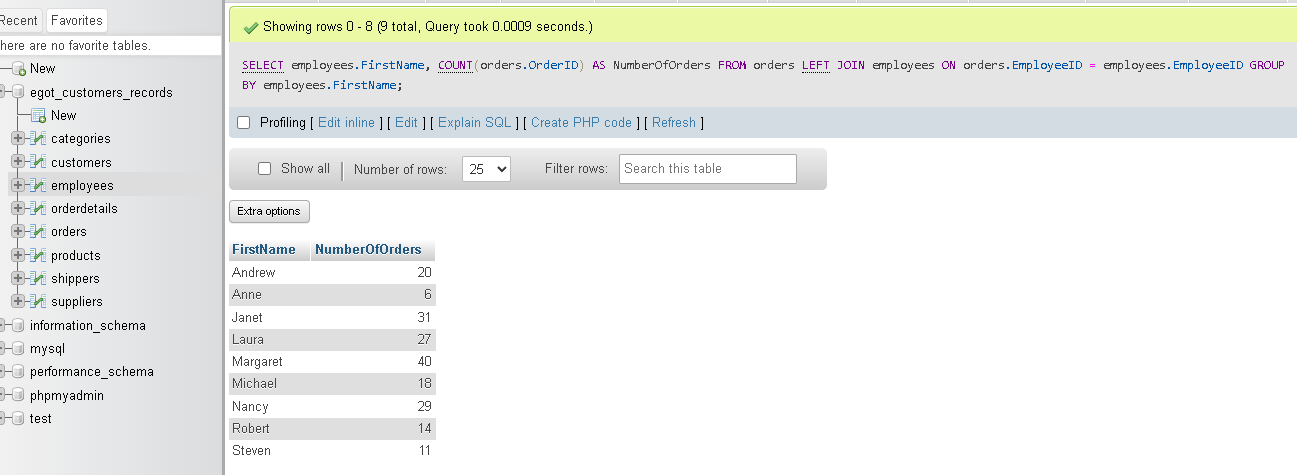 Recent Favorites
here are no favorite tables.
New
egot_customers_records
New
categories
customers
employees
orderdetails
orders
products
shippers
suppliers
information_schema
mysql
performance_schema
phpmyadmin
test
Showing rows 0 - 8 (9 total, Query took 0.0009 seconds.)
SELECT employees.FirstName, COUNT(orders.OrderID) AS NumberOfOrders FROM orders LEFT JOIN employees ON orders.EmployeeID = employees.EmployeeID GROUP
BY employees.FirstName;
Profiling [ Edit inline ] [ Edit ] [ Explain SQL ] [ Create PHP code ] [ Refresh ]
Show all | Number of rows: 25 Filter rows: Search this table
Extra options
FirstName NumberOfOrders
Andrew 20
Anne 6
Janet 31
Laura 27
Margaret 40
Michael 18
Nancy 29
Robert 14
Steven 11